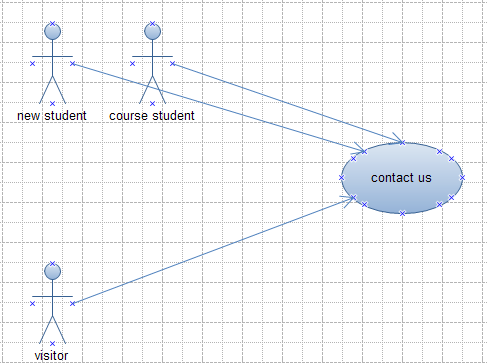 new student
course student
contact us
visitor